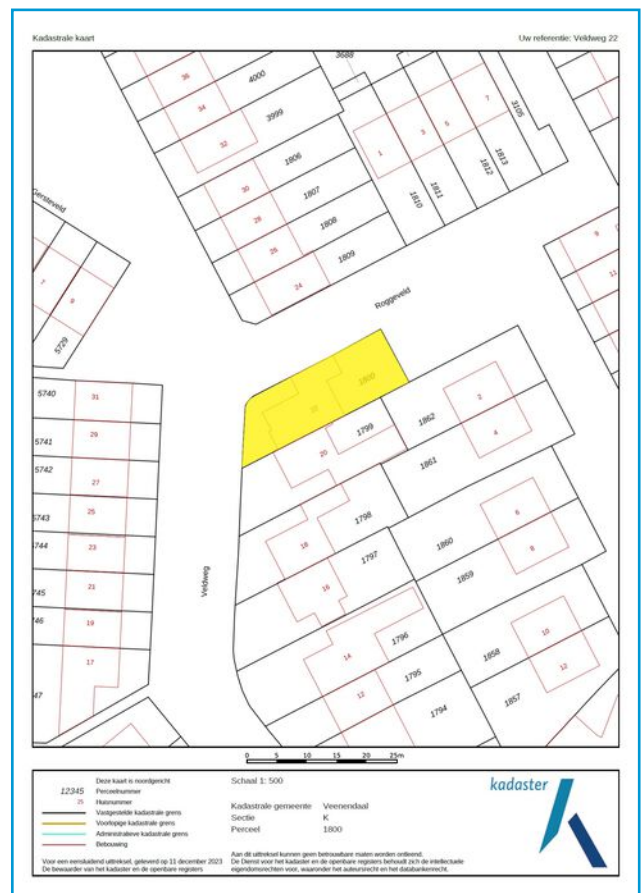 Kadastrale kaart
Uw referentie: Veldweg 22
3688
36
4000
34
3999
32
7
3105
3
5
1
1806
30
1813
1812
1811
1810
1807
28
1808
26
1809
24
Gersteveld
9
11
7
9
5729
Roggeveld
5740
31
1800
2
1862
1799
4
5741
29
20
1861
5742
27
6
1798
25
1860
18
8
23
1797
1859
16
21
Veldweg
19
10
1796
1858
14
12
17
1795
1857
12
1794
0 5 10 15 20 25m
Deze kaart is noordgericht
12345 Perceelnummer
25 Huisnummer
Vastgestelde kadastrale grens
Voorlopige kadastrale grens
Administratieve kadastrale grens
Bebouwing
Voor een eensluidend uittreksel, geleverd op 11 december 2023
De bewaarder van het kadaster en de openbare registers
Schaal 1: 500
Kadastrale gemeente Veenendaal
Sectie K
Perceel 1800
Aan dit uittreksel kunnen geen betrouwbare maten worden ontleend.
De Dienst voor het kadaster en de openbare registers behoudt zich de intellectuele
eigendomsrechten voor, waaronder het auteursrecht en het databankenrecht.
kadaster